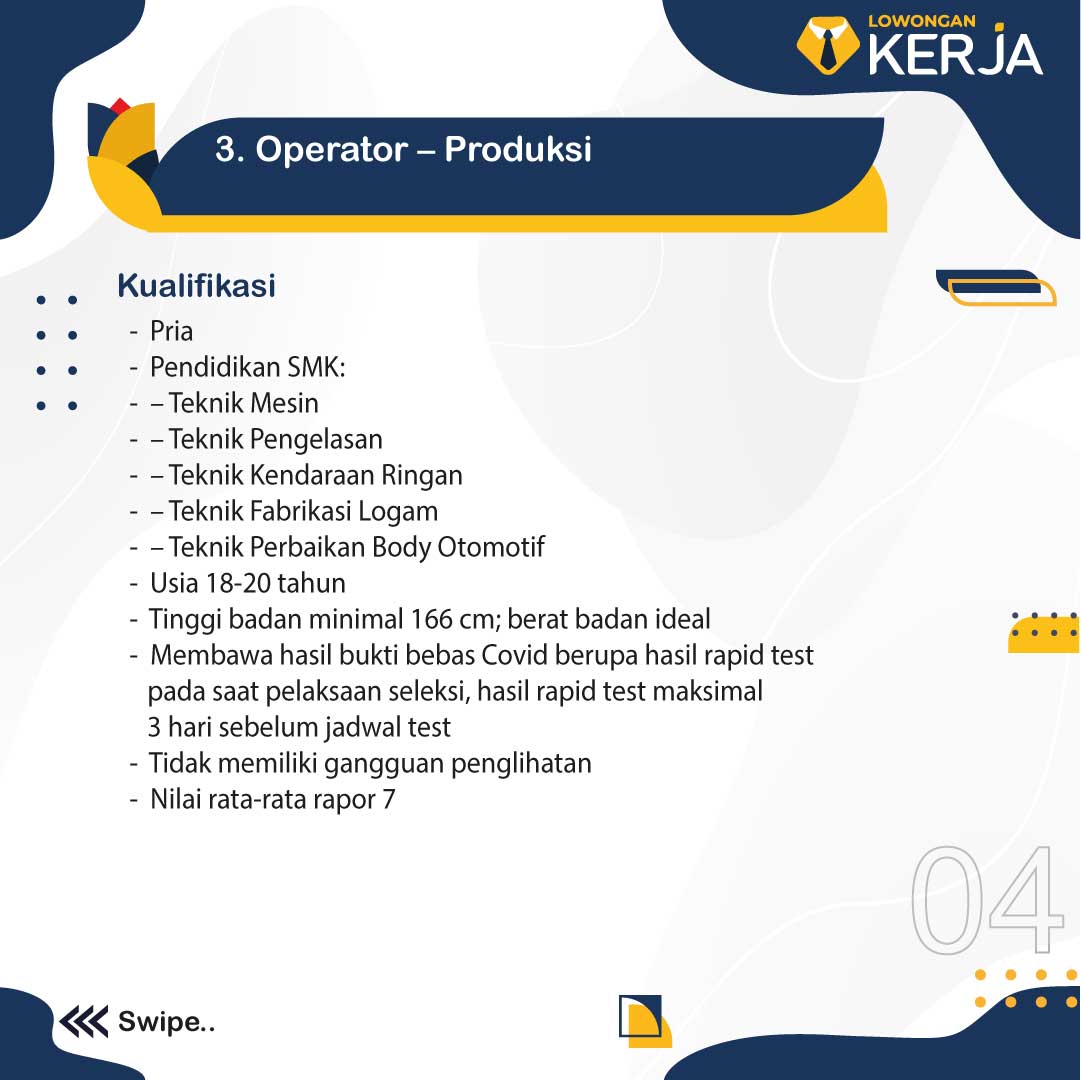 LOWONGAN
KERJA
3. Operator – Produksi
Kualifikasi
- Pria
- Pendidikan SMK:
- – Teknik Mesin
- – Teknik Pengelasan
- – Teknik Kendaraan Ringan
- – Teknik Fabrikasi Logam
- – Teknik Perbaikan Body Otomotif
- Usia 18-20 tahun
- Tinggi badan minimal 166 cm; berat badan ideal
- Membawa hasil bukti bebas Covid berupa hasil rapid test
pada saat pelaksaan seleksi, hasil rapid test maksimal
3 hari sebelum jadwal test
- Tidak memiliki gangguan penglihatan
- Nilai rata-rata rapor 7
04
Swipe..